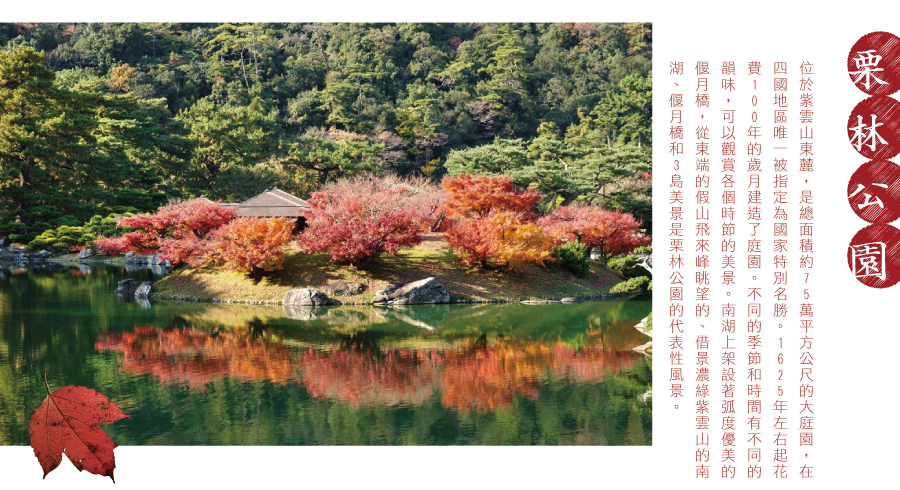 栗林公園
位於紫雲山東麓，是總面積約75萬平方公尺的大庭園，在
四國地區唯一被指定為國家特別名勝。1625年左右起花
費100年的歲月建造了庭園。不同的季節和時間有不同的
韻味，可以觀賞各個時節的美景。南湖上架設著弧度優美的
偃月橋，從東端的假山飛來峰眺望的、借景濃綠紫雲山的南
湖、偃月橋和3島美景是栗林公園的代表性風景。